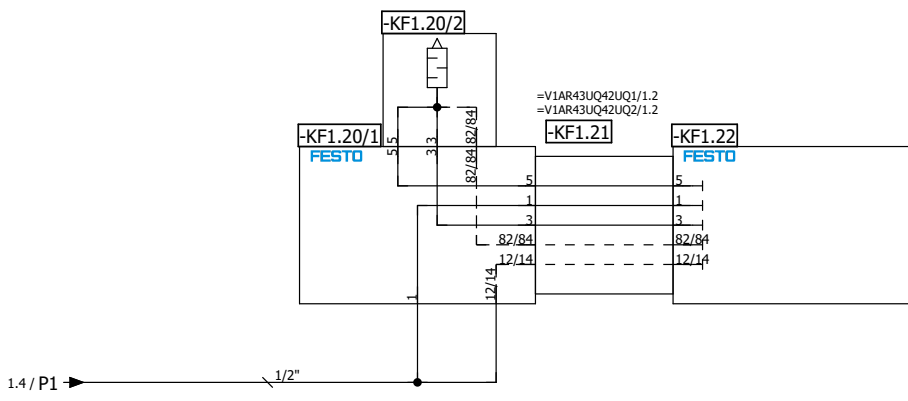 -KF1.20/2
=V1AR43UQ42UQ1/1.2
=V1AR43UQ42UQ2/1.2
-KF1.20/1
5 5
3 3
82/84 82/84
-KF1.21
-KF1.22
FESTO
FESTO
5
5
1
1
3
3
82/84
82/84
12/14
12/14
1
12/14
1.4 / P1
1/2"